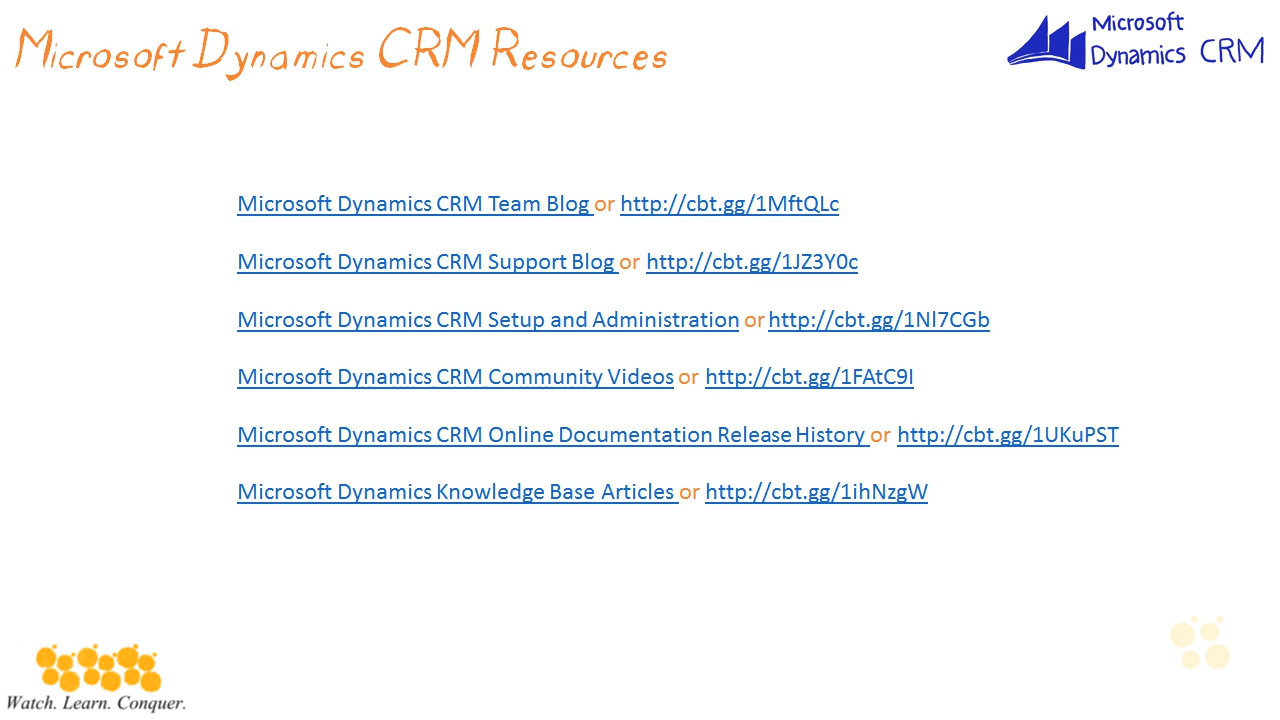 Microsoft Dynamics CRM Resources
Microsoft
Dynamics CRM
Microsoft Dynamics CRM Team Blog or http://cbt.gg/1MftQLc
Microsoft Dynamics CRM Support Blog or http://cbt.gg/1JZ3Y0c
Microsoft Dynamics CRM Setup and Administration or http://cbt.gg/1Nl7CGb
Microsoft Dynamics CRM Community Videos or http://cbt.gg/1FAtC9I
Microsoft Dynamics CRM Online Documentation Release History or http://cbt.gg/1UKuPST
Microsoft Dynamics Knowledge Base Articles or http://cbt.gg/1ihNzgW
Watch. Learn. Conquer.